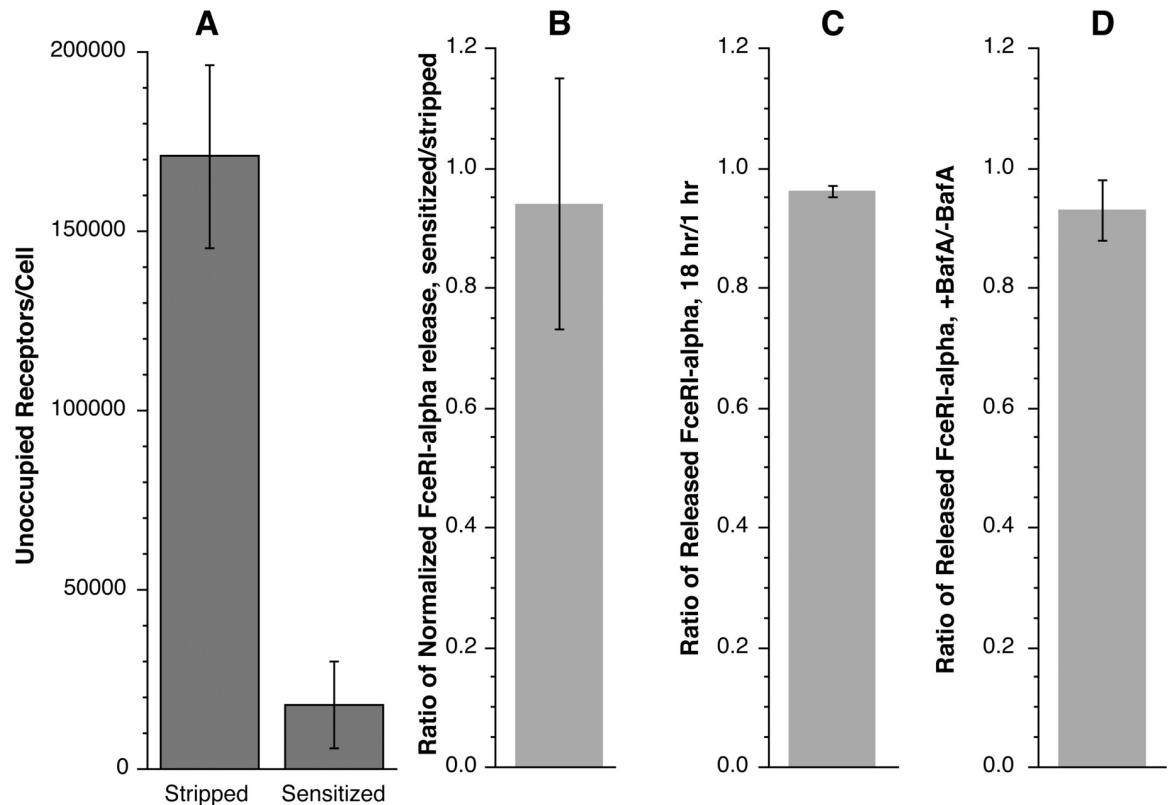 A
Unoccupied Receptors/Cell
200000
150000
100000
50000
0
Stripped
Sensitized
B
Ratio of Normalized FceRI-alpha release, sensitized/stripped
1.2
1.0
0.8
0.6
0.4
0.2
0.0
C
Ratio of Released FceRI-alpha, 18 hr/1 hr
1.2
1.0
0.8
0.6
0.4
0.2
0.0
D
Ratio of Released FceRI-alpha, +BafA/-BafA
1.2
1.0
0.8
0.6
0.4
0.2
0.0